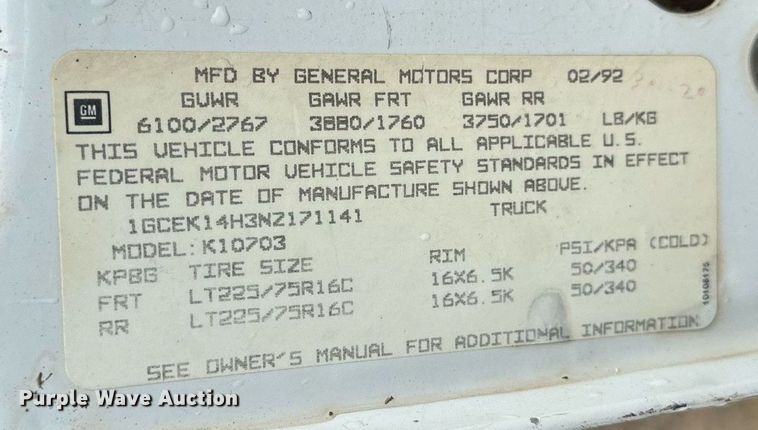 MFD BY GENERAL MOTORS CORP 02/92
GVWR GAWR FRT GAWR RR
GM
6100/2767 3880/1760 3750/1701 LB/KG
THIS VEHICLE CONFORMS TO ALL APPLICABLE U.S.
FEDERAL MOTOR VEHICLE SAFETY STANDARDS IN EFFECT
ON THE DATE OF MANUFACTURE SHOWN ABOVE.
1GCEK14H3NZ171141 TRUCK
MODEL: K10703
KPBG TIRE SIZE RIM PSI/KPA (COLD)
FRT LT225/75R16C 16X6.5K 50/340
RR LT225/75R16C 16X6.5K 50/340
SEE OWNER'S MANUAL FOR ADDITIONAL INFORMATION
Purple Wave Auction